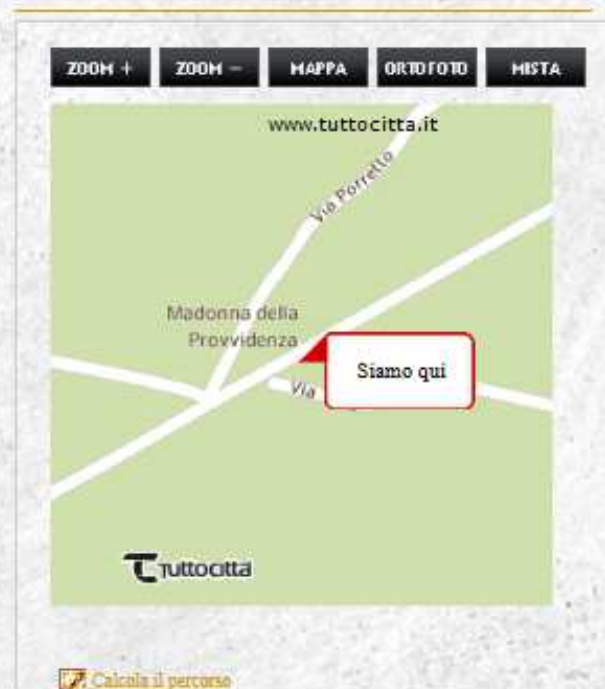 ZOOM + ZOOM – MAPPA ORTOFOTO MISTA
www.tuttocitta.it
Via Porretto
Madonna della
Provvidenza
Siamo qui
Via
Tuttocittà
Calcola il percorso